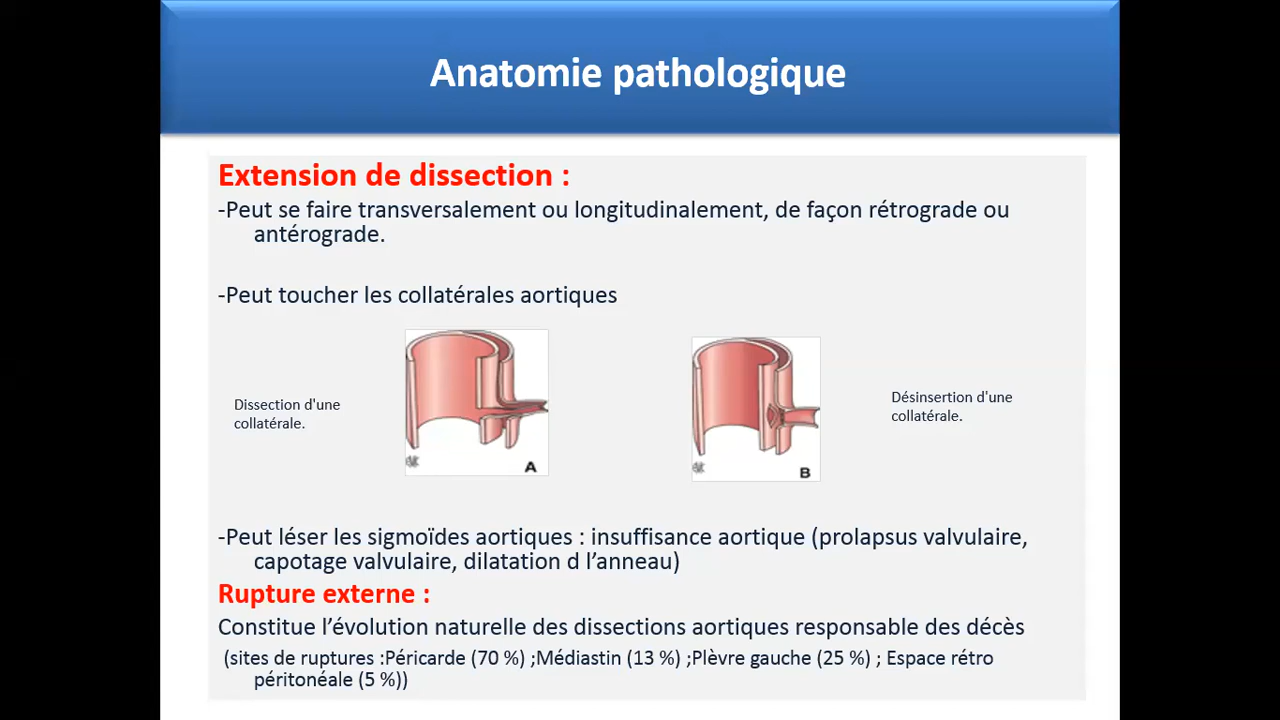 Anatomie pathologique
Extension de dissection :
-Peut se faire transversalement ou longitudinalement, de façon rétrograde ou
antérograde.
-Peut toucher les collatérales aortiques
Dissection d'une
collatérale.
A
B
Désinsertion d'une
collatérale.
-Peut léser les sigmoïdes aortiques : insuffisance aortique (prolapsus valvulaire,
capotage valvulaire, dilatation d l’anneau)
Rupture externe :
Constitue l’évolution naturelle des dissections aortiques responsable des décès
(sites de ruptures :Péricarde (70 %) ;Médiastin (13 %) ;Plèvre gauche (25 %) ; Espace rétro
péritonéale (5 %))